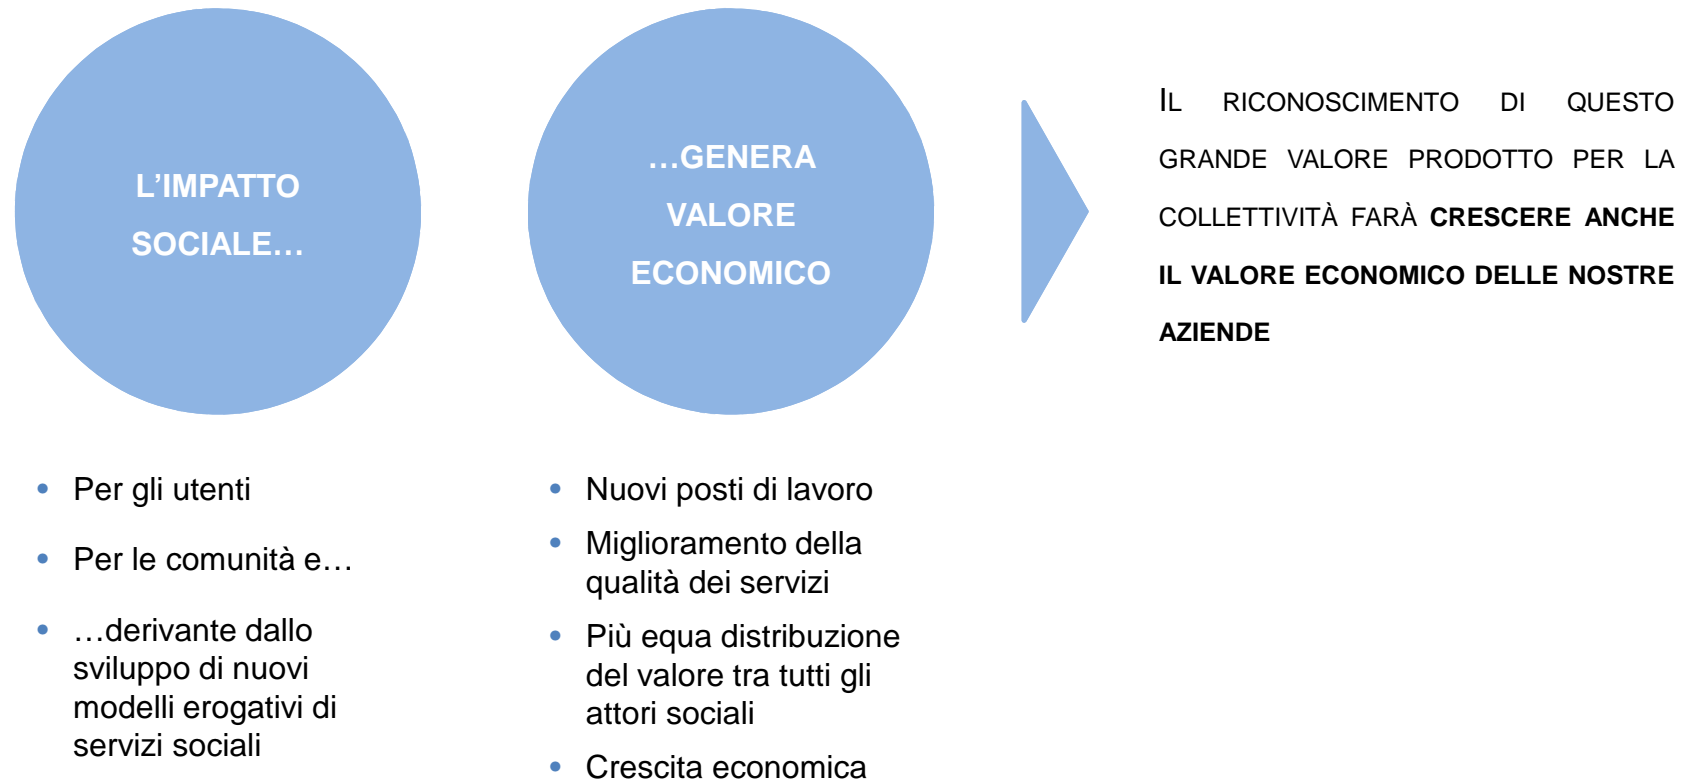 L'IMPATTO
SOCIALE…
• Per gli utenti
• Per le comunità e…
• …derivante dallo
sviluppo di nuovi
modelli erogativi di
servizi sociali
…GENERA
VALORE
ECONOMICO
• Nuovi posti di lavoro
• Miglioramento della
qualità dei servizi
• Più equa distribuzione
del valore tra tutti gli
attori sociali
• Crescita economica
IL RICONOSCIMENTO DI QUESTO
GRANDE VALORE PRODOTTO PER LA
COLLETTIVITÀ FARÀ CRESCERE ANCHE
IL VALORE ECONOMICO DELLE NOSTRE
AZIENDE